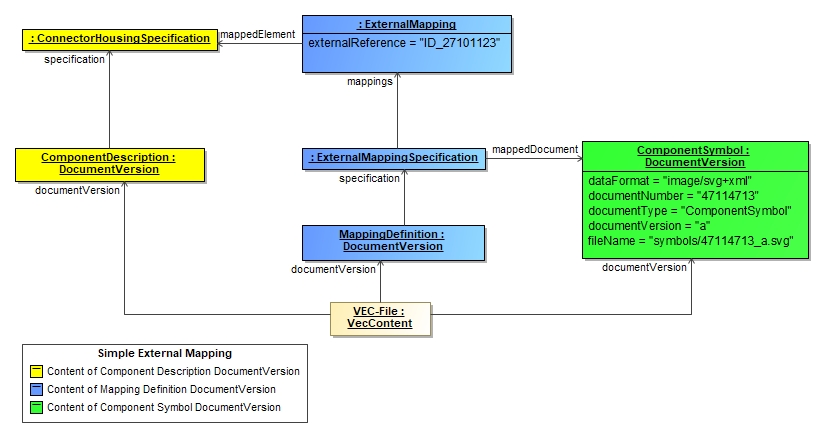 : ExternalMapping
externalReference = "ID_27101123"
mappedElement
: ConnectorHousingSpecification
specification
mappings
ComponentDescription :
DocumentVersion
documentVersion
: ExternalMappingSpecification
specification
mappedDocument
ComponentSymbol :
DocumentVersion
dataFormat = "image/svg+xml"
documentNumber = "47114713"
documentType = "ComponentSymbol"
documentVersion = "a"
fileName = "symbols/47114713_a.svg"
documentVersion
MappingDefinition :
DocumentVersion
documentVersion
VEC-File :
VecContent
Simple External Mapping
Content of Component Description DocumentVersion
Content of Mapping Definition DocumentVersion
Content of Component Symbol DocumentVersion